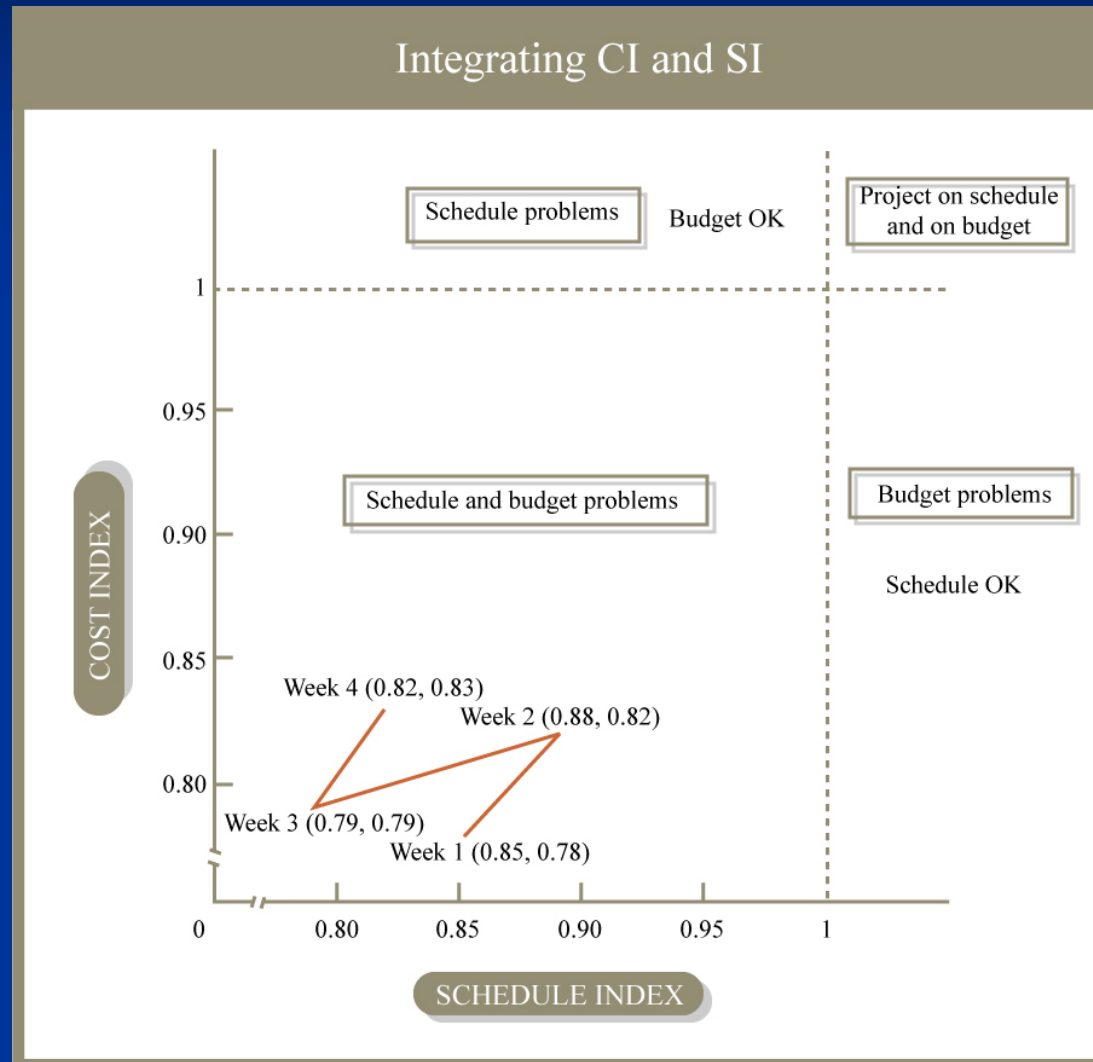 Integrating CI and SI
Schedule problems
Budget OK
Project on schedule
and on budget
1
0.95
Schedule and budget problems
Budget problems
0.90
Schedule OK
COST INDEX
0.85
Week 4 (0.82, 0.83)
Week 2 (0.88, 0.82)
0.80
Week 3 (0.79, 0.79)
Week 1 (0.85, 0.78)
0
0.80
0.85
0.90
0.95
1
SCHEDULE INDEX